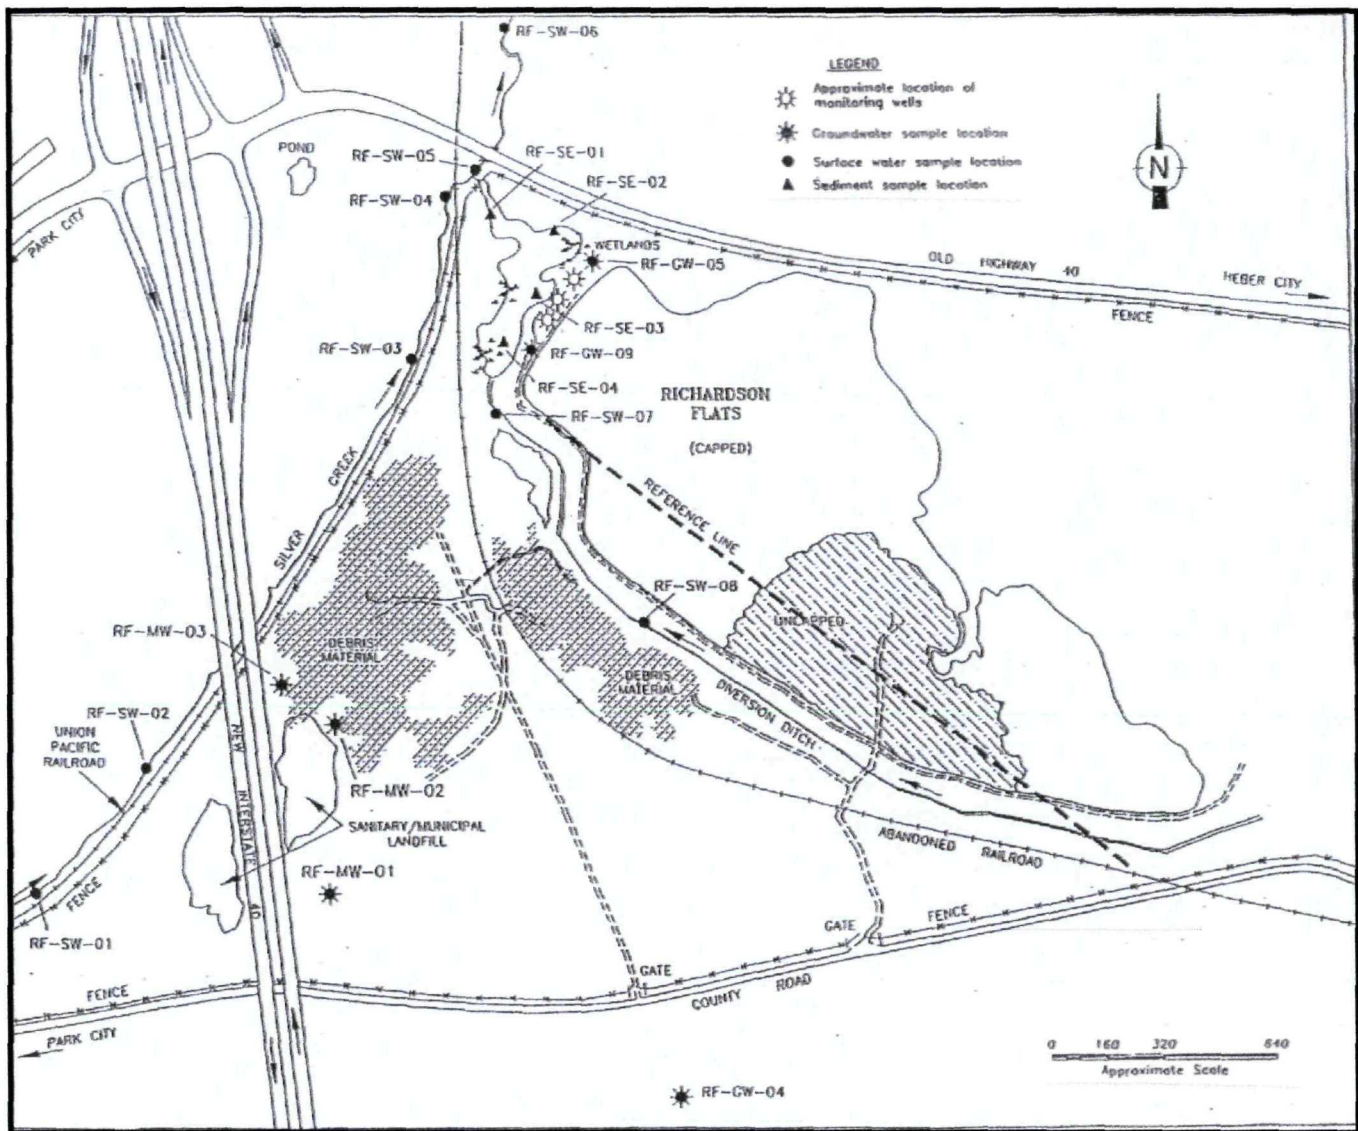 RF-SW-06
LEGEND
Approximate location of
monitoring wells
Groundwater sample location
Surface water sample location
Sediment sample location
N
POND
RF-SW-05
RF-SE-01
RF-SE-02
RF-SW-04
PARK CITY
WETLANDS
RF-GW-05
OLD HIGHWAY 40
HEBER CITY
FENCE
RF-SE-03
RF-SW-03
RF-GW-09
RF-SE-04
RF-SW-07
RICHARDSON
FLATS
(CAPPED)
SILVER CREEK
REFERENCE LINE
RF-SW-08
UNCAPPED
RF-MW-03
DEBRIS
MATERIAL
DEBRIS
MATERIAL
RF-SW-02
UNION
PACIFIC
RAILROAD
NEW INTERSTATE 40
DIVERSION DITCH
RF-MW-02
SANITARY/MUNICIPAL
LANDFILL
ABANDONED RAILROAD
RF-MW-01
FENCE
RF-SW-01
GATE
FENCE
GATE
FENCE
COUNTY ROAD
PARK CITY
0 160 320 640
Approximate Scale
RF-GW-04